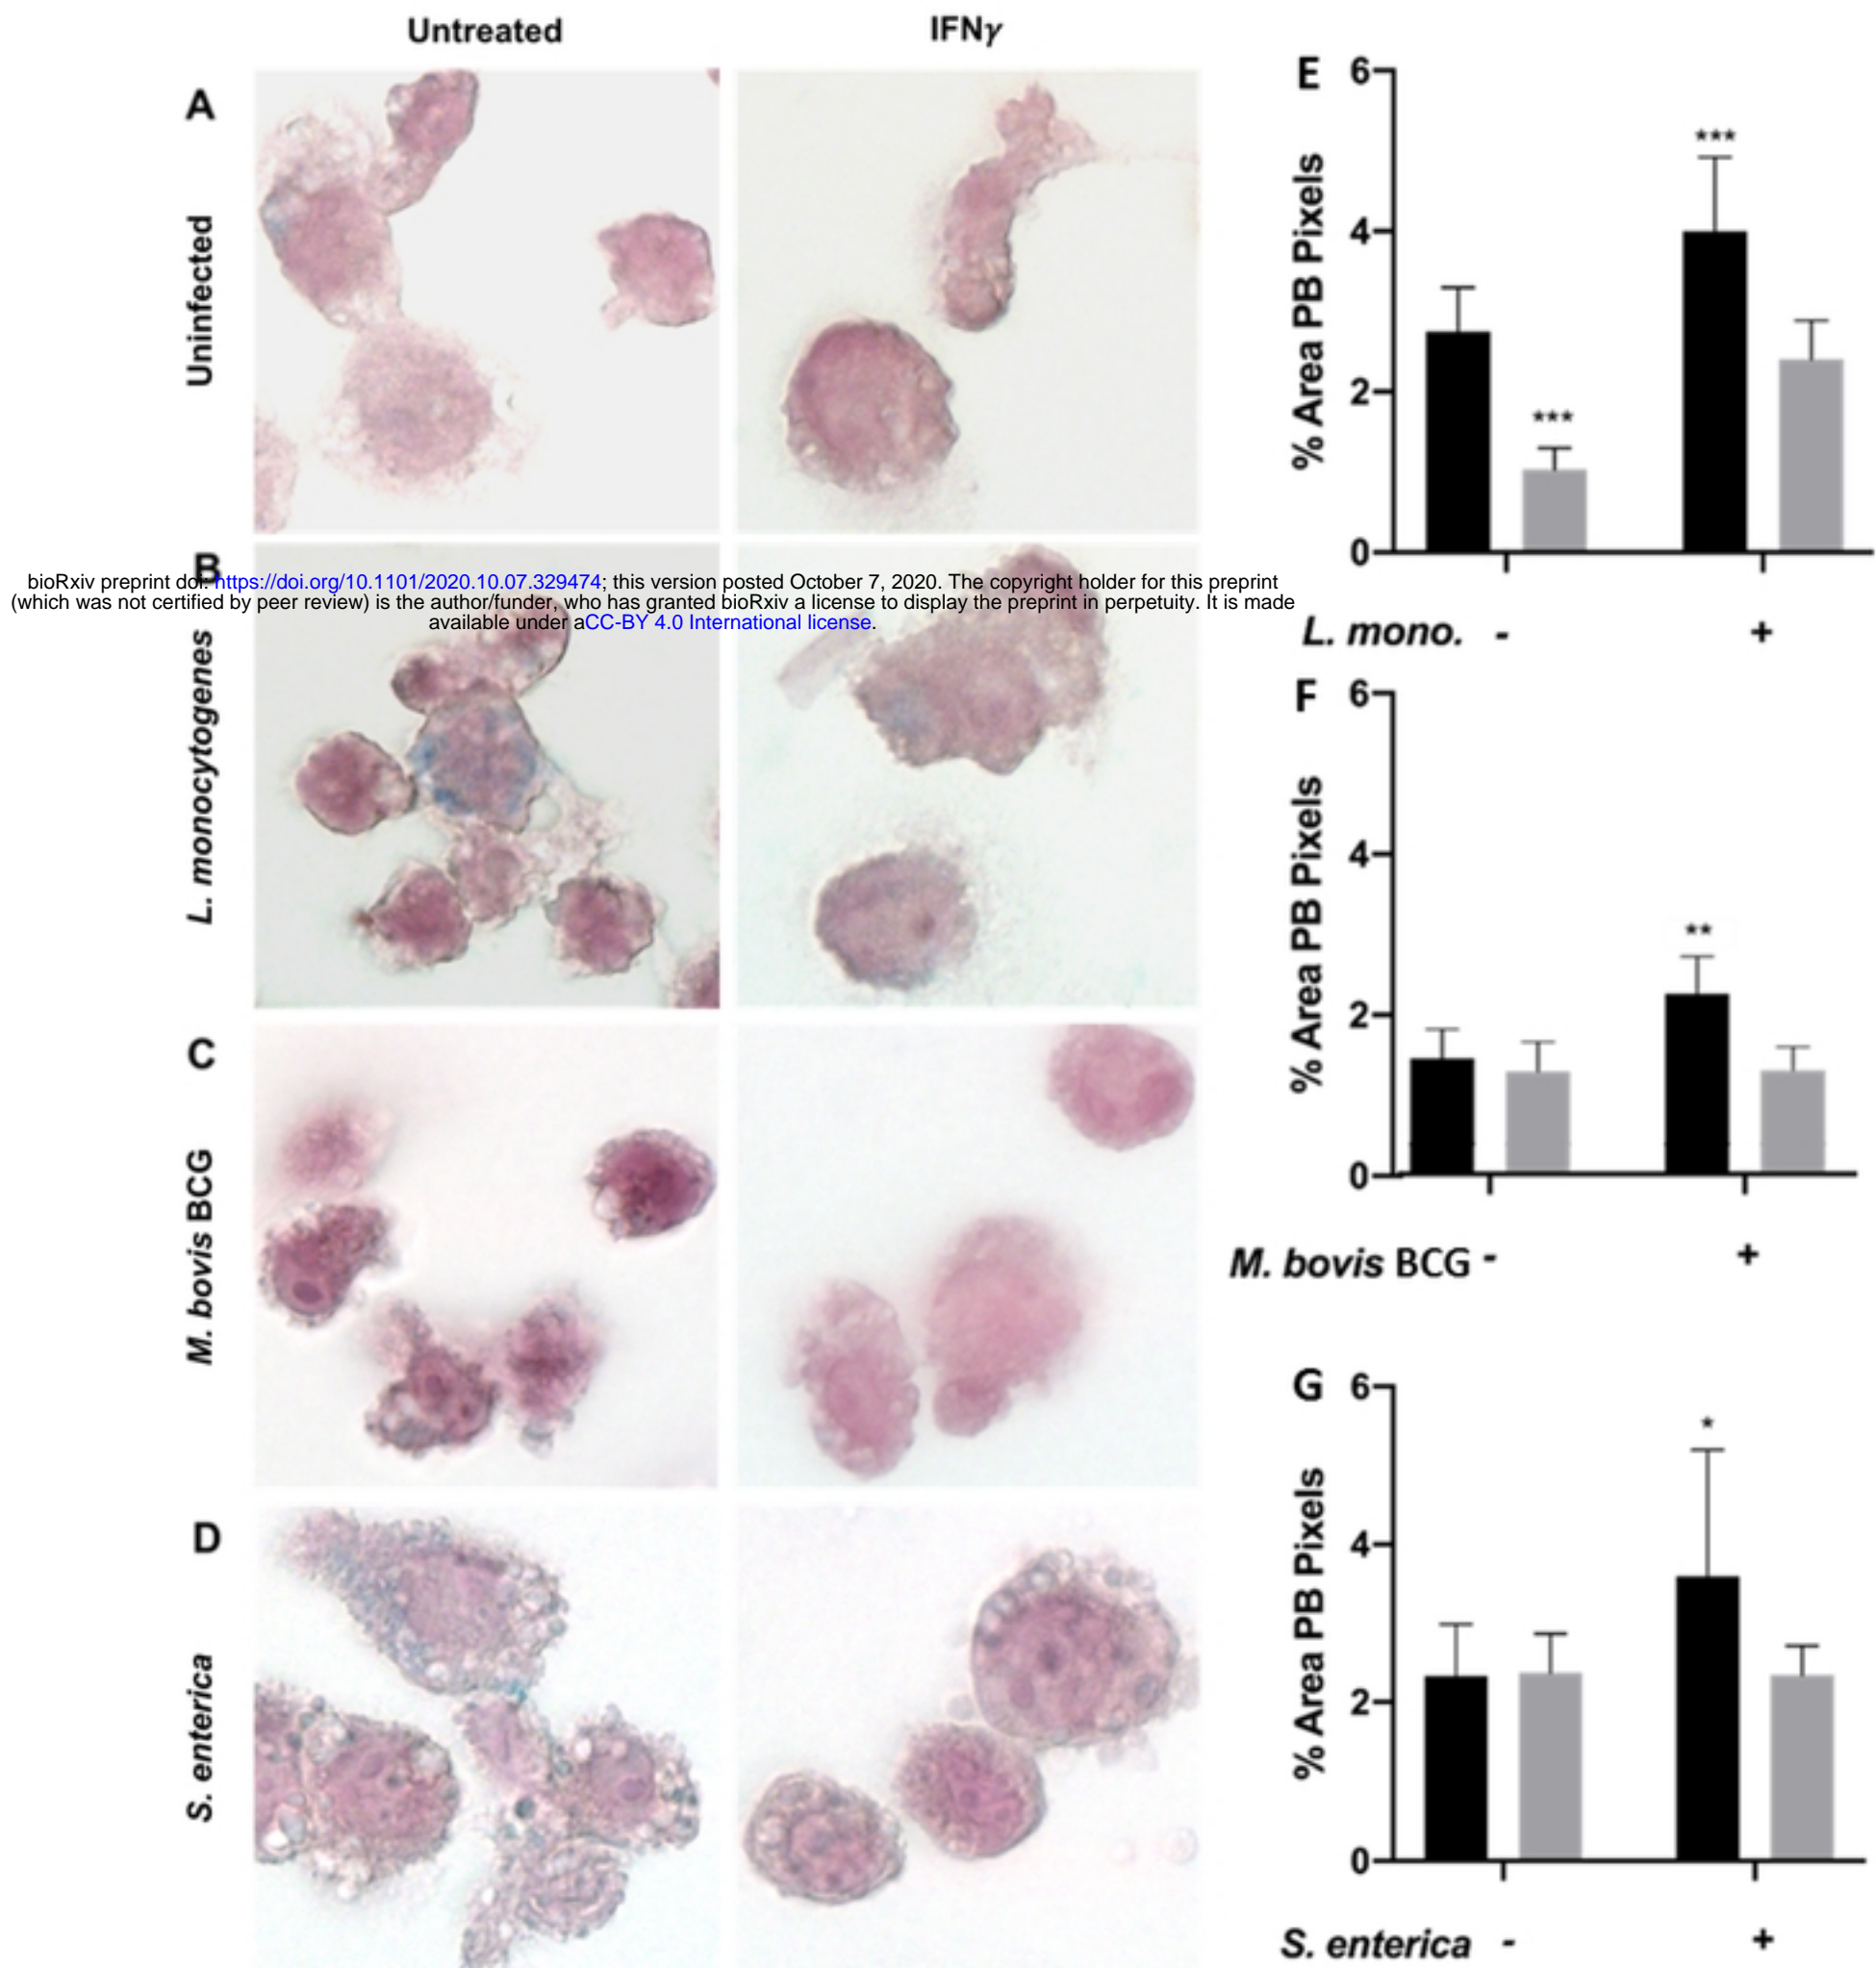 Untreated
IFNγ
A
Uninfected
B
bioRxiv preprint doi: https://doi.org/10.1101/2020.10.07.329474; this version posted October 7, 2020. The copyright holder for this preprint
(which was not certified by peer review) is the author/funder, who has granted bioRxiv a license to display the preprint in perpetuity. It is made
available under aCC-BY 4.0 International license.
L. monocytogenes
C
M. bovis BCG
D
S. enterica
E
% Area PB Pixels
6
4
2
0
***
***
L. mono. - +
F
% Area PB Pixels
6
4
2
0
**
M. bovis BCG - +
G
% Area PB Pixels
6
4
2
0
*
S. enterica - +